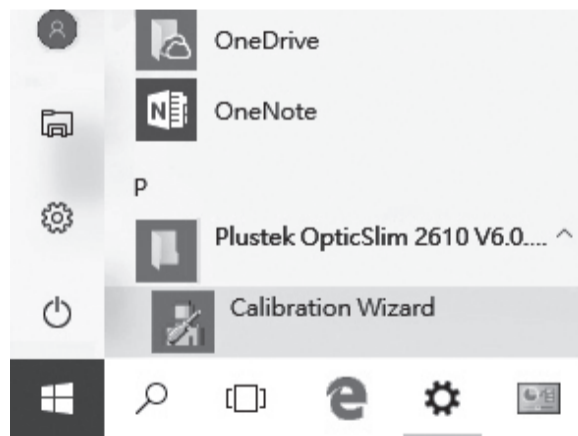 OneDrive
OneNote
P
Plustek OpticSlim 2610 V6.0....
Calibration Wizard